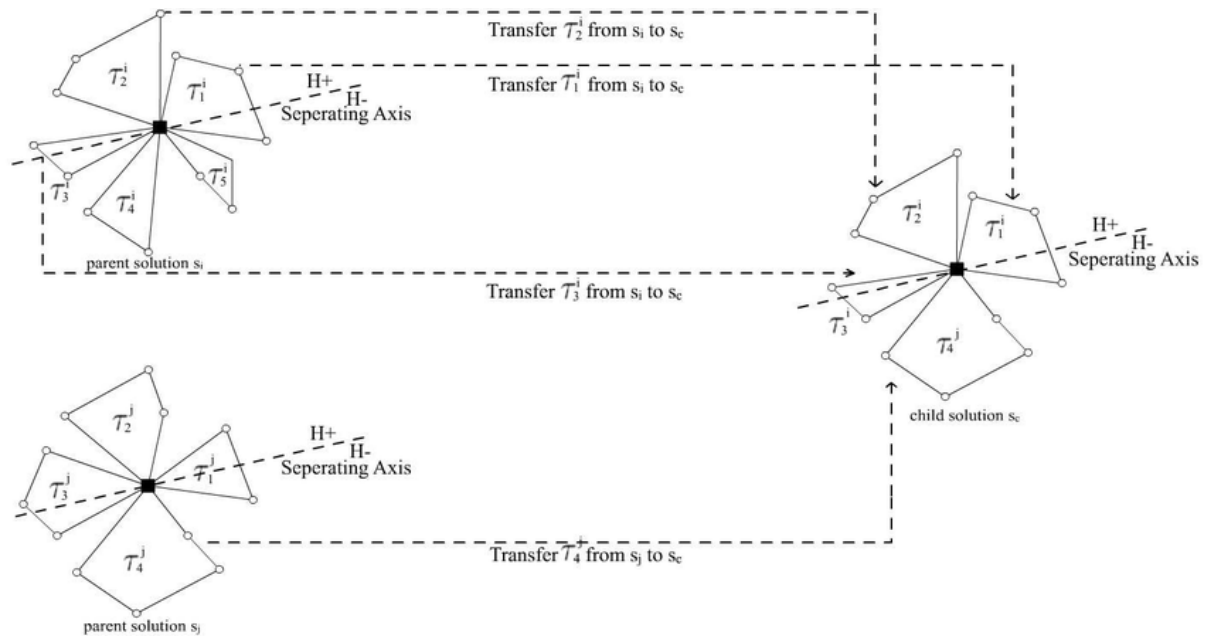 Transfer τ₂ⁱ from sᵢ to s꜀
Transfer τ₁ⁱ from sᵢ to s꜀
τ₂ⁱ
τ₁ⁱ
H+
H-
Seperating Axis
τ₃ⁱ
τ₄ⁱ
τ₅ⁱ
parent solution sᵢ
Transfer τ₃ⁱ from sᵢ to s꜀
τ₂ⁱ
τ₁ⁱ
H+
H-
Seperating Axis
τ₃ⁱ
τ₄ʲ
child solution s꜀
τ₂ʲ
H+
H-
Seperating Axis
τ₁ʲ
τ₃ʲ
τ₄ʲ
Transfer τ₄ʲ from sⱼ to s꜀
parent solution sⱼ